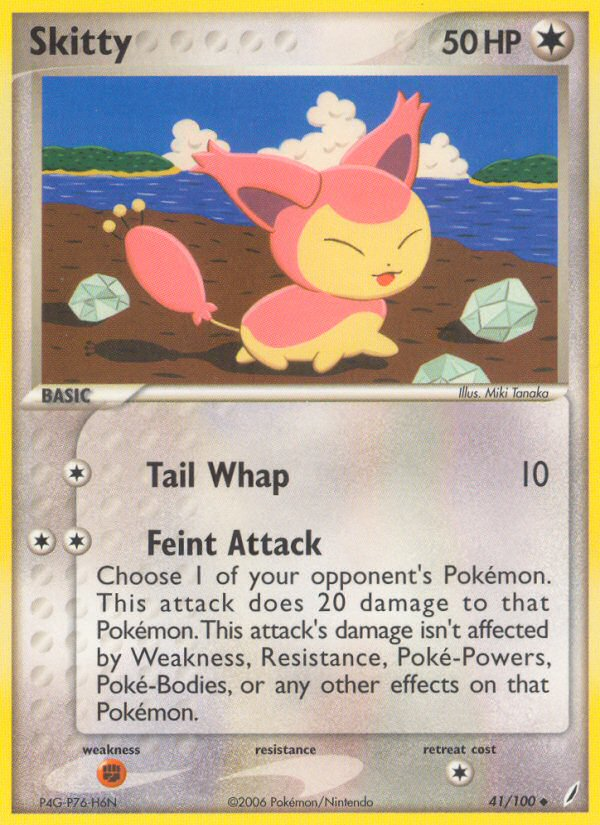 Skitty 50 HP
BASIC
Illus. Miki Tanaka
Tail Whap 10
Feint Attack
Choose 1 of your opponent's Pokémon.
This attack does 20 damage to that
Pokémon. This attack's damage isn't affected
by Weakness, Resistance, Poké-Powers,
Poké-Bodies, or any other effects on that
Pokémon.
weakness resistance retreat cost
P4G-P76-H6N ©2006 Pokémon/Nintendo 41/100